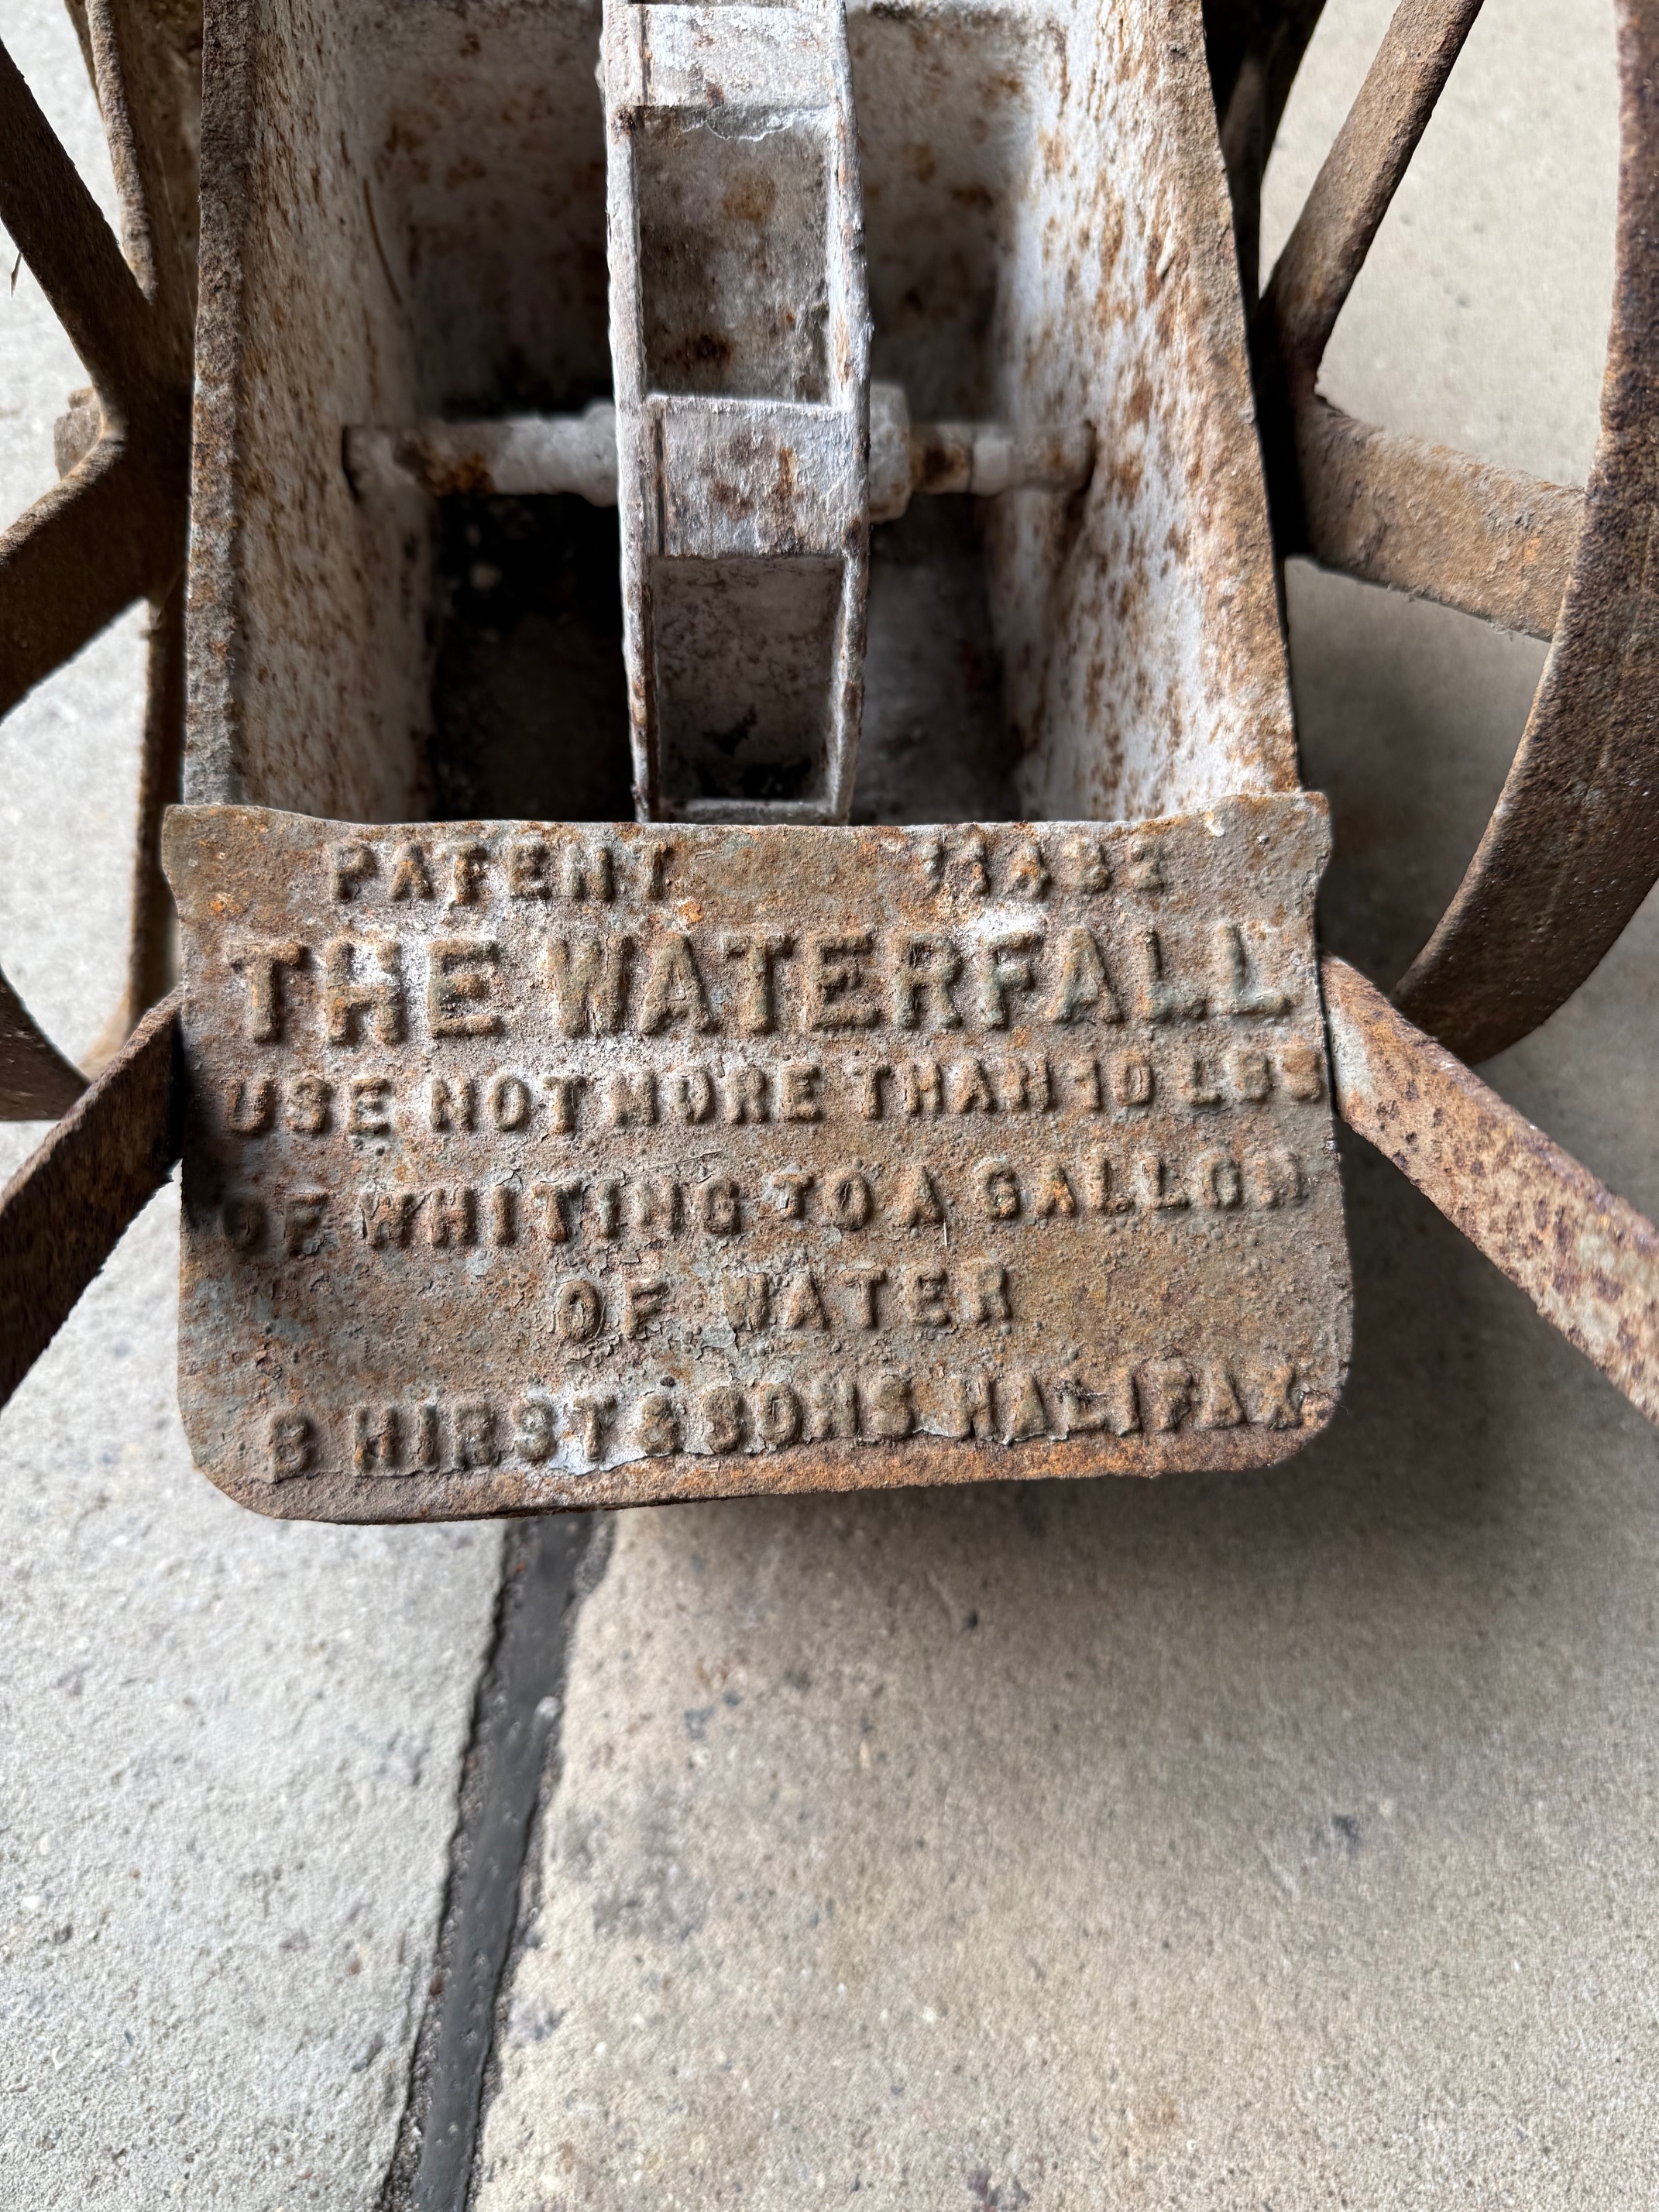 PATENT
THE WATERFALL
USE NOT MORE THAN 10 LBS
OF WHITING TO A GALLON
OF WATER
B HIRST & SONS HALIFAX